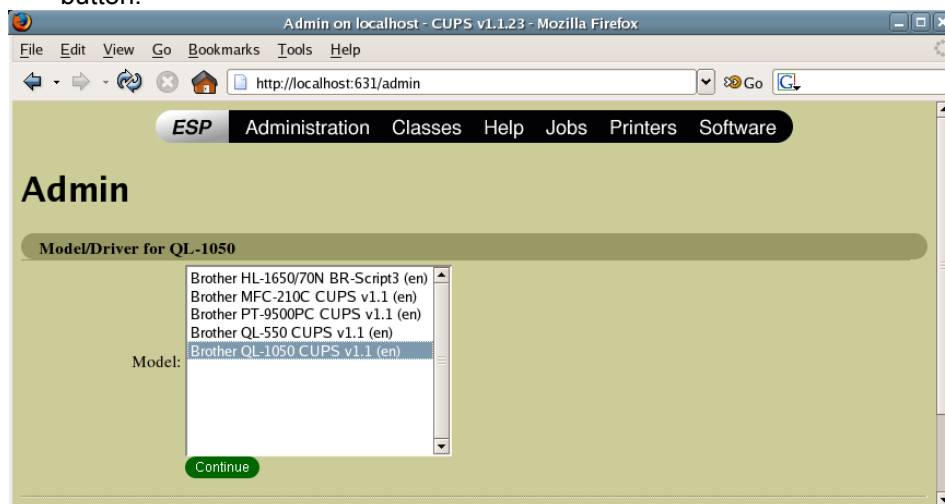 button.
Admin on localhost - CUPS v1.1.23 - Mozilla Firefox
File Edit View Go Bookmarks Tools Help
http://localhost:631/admin Go G
ESP Administration Classes Help Jobs Printers Software
Admin
Model/Driver for QL-1050
Brother HL-1650/70N BR-Script3 (en)
Brother MFC-210C CUPS v1.1 (en)
Brother PT-9500PC CUPS v1.1 (en)
Brother QL-550 CUPS v1.1 (en)
Brother QL-1050 CUPS v1.1 (en)
Model:
Continue